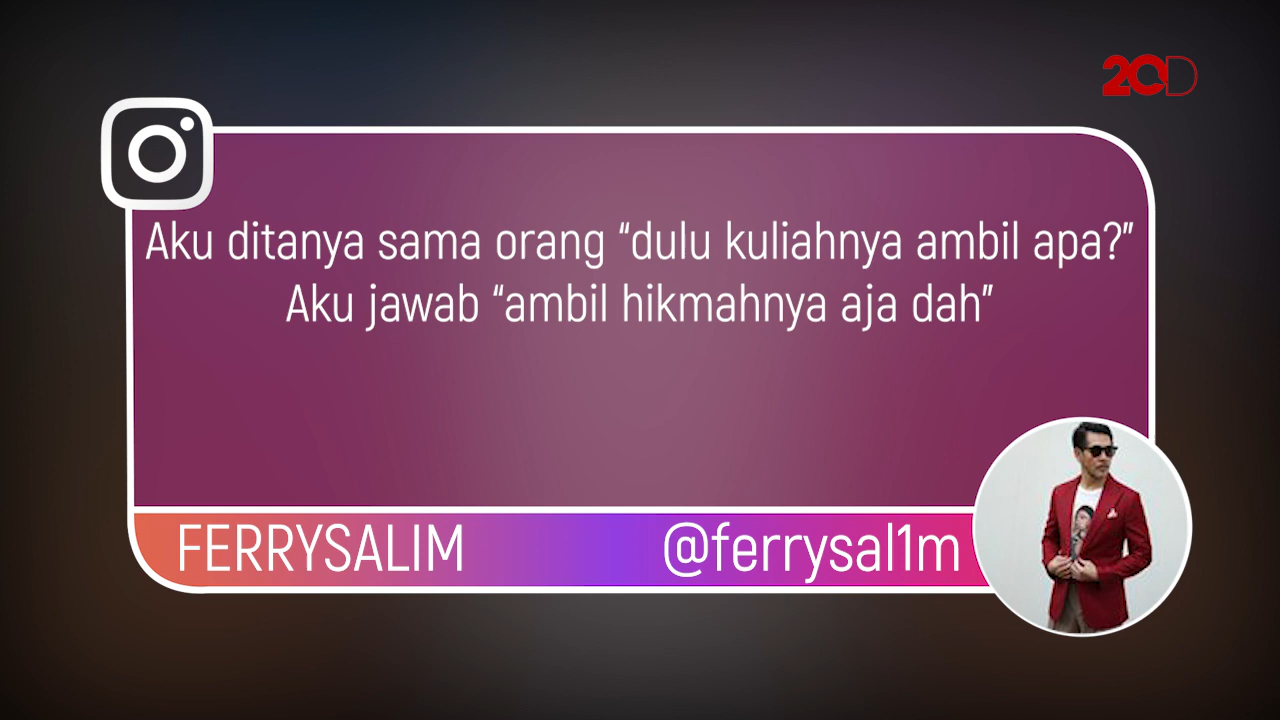 20D
Aku ditanya sama orang “dulu kuliahnya ambil apa?”
Aku jawab “ambil hikmahnya aja dah”
FERRYSALIM @ferrysal1m